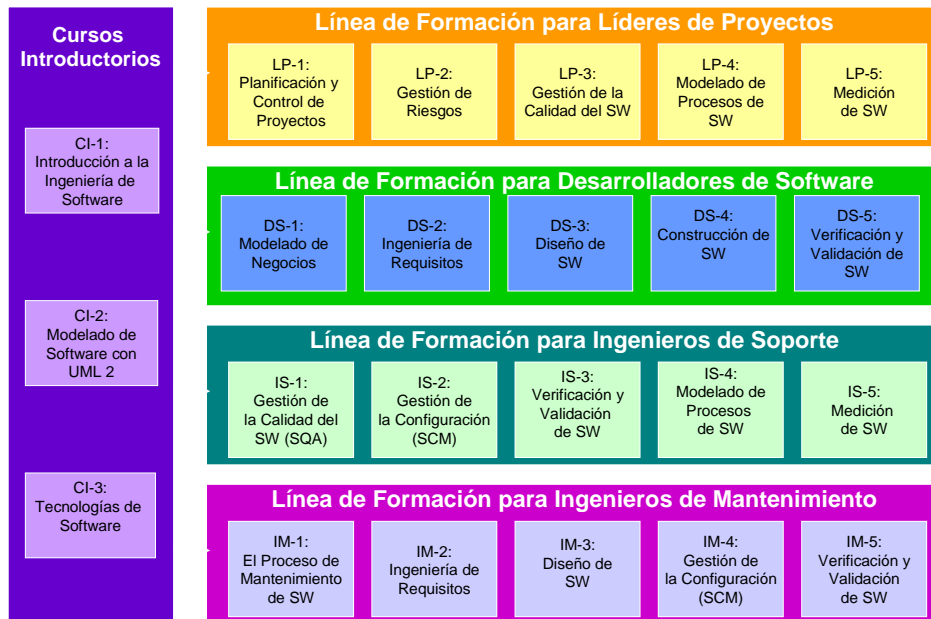 Cursos
Introductorios
CI-1:
Introducción a la
Ingeniería de
Software
CI-2:
Modelado de
Software con
UML 2
CI-3:
Tecnologías de
Software
Línea de Formación para Líderes de Proyectos
LP-1:
Planificación y
Control de
Proyectos
LP-2:
Gestión de
Riesgos
LP-3:
Gestión de la
Calidad del SW
LP-4:
Modelado de
Procesos de
SW
LP-5:
Medición
de SW
Línea de Formación para Desarrolladores de Software
DS-1:
Modelado de
Negocios
DS-2:
Ingeniería de
Requisitos
DS-3:
Diseño de
SW
DS-4:
Construcción de
SW
DS-5:
Verificación y
Validación de
SW
Línea de Formación para Ingenieros de Soporte
IS-1:
Gestión de
la Calidad del
SW (SQA)
IS-2:
Gestión de
la Configuración
(SCM)
IS-3:
Verificación y
Validación
de SW
IS-4:
Modelado de
Procesos
de SW
IS-5:
Medición
de SW
Línea de Formación para Ingenieros de Mantenimiento
IM-1:
El Proceso de
Mantenimiento
de SW
IM-2:
Ingeniería de
Requisitos
IM-3:
Diseño de
SW
IM-4:
Gestión de
la Configuración
(SCM)
IM-5:
Verificación y
Validación
de SW